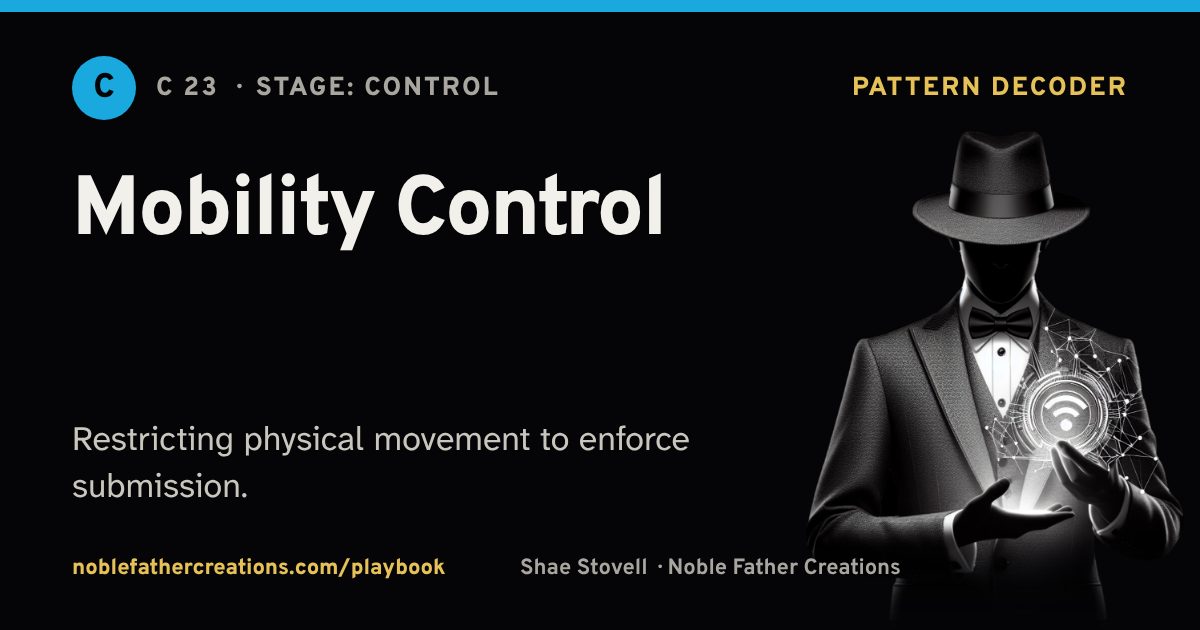 C
C 23 · STAGE: CONTROL
PATTERN DECODER
Mobility Control
Restricting physical movement to enforce
submission.
noblefathercreations.com/playbook
Shae Stovell · Noble Father Creations